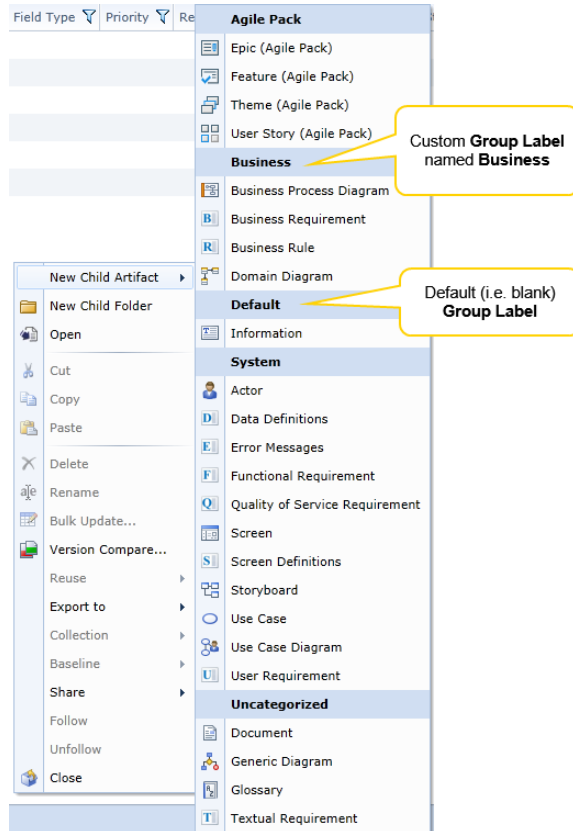 Field Type Priority Re
Agile Pack
Epic (Agile Pack)
Feature (Agile Pack)
Theme (Agile Pack)
User Story (Agile Pack)
Business
Business Process Diagram
Business Requirement
Business Rule
Domain Diagram
Default
Information
System
Actor
Data Definitions
Error Messages
Functional Requirement
Quality of Service Requirement
Screen
Screen Definitions
Storyboard
Use Case
Use Case Diagram
User Requirement
Uncategorized
Document
Generic Diagram
Glossary
Textual Requirement
Custom Group Label
named Business
Default (i.e. blank)
Group Label
New Child Artifact
New Child Folder
Open
Cut
Copy
Paste
Delete
Rename
Bulk Update...
Version Compare...
Reuse
Export to
Collection
Baseline
Share
Follow
Unfollow
Close